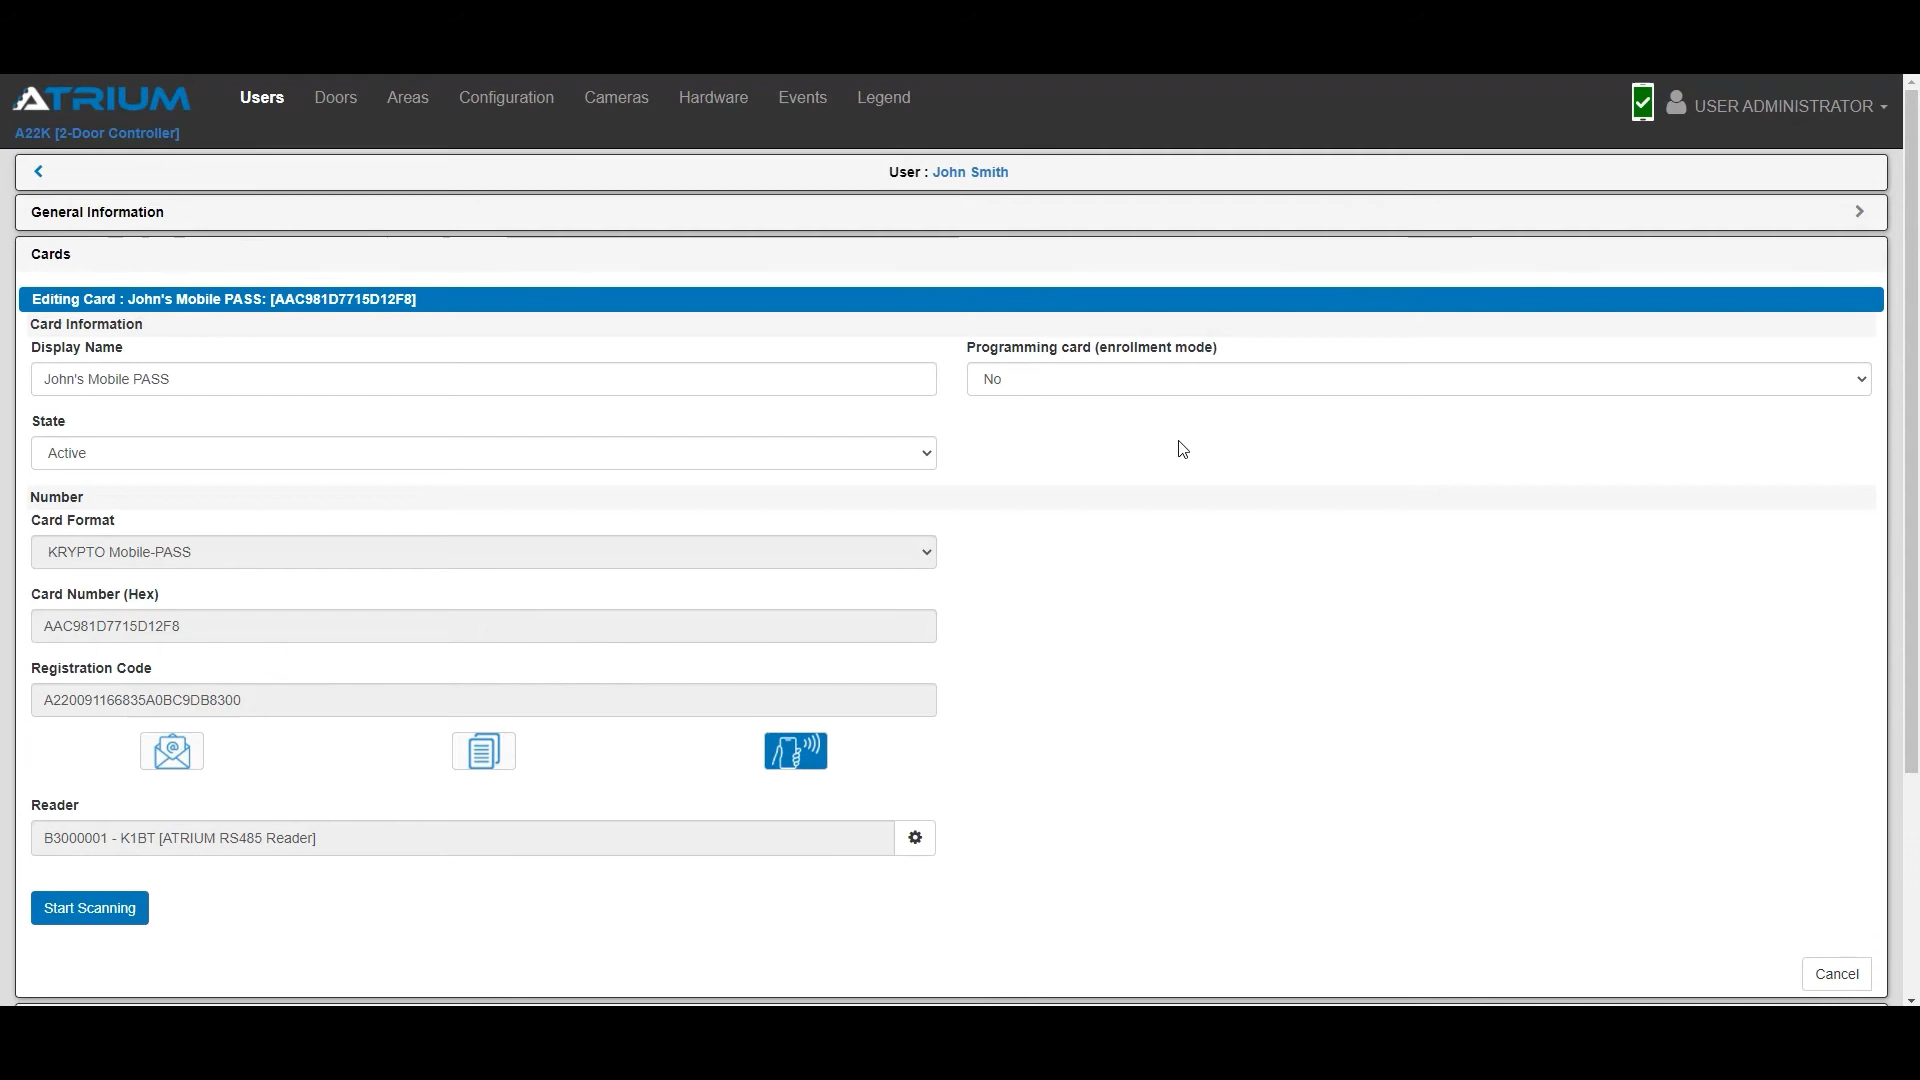 ATRIUM
Users Doors Areas Configuration Cameras Hardware Events Legend
USER ADMINISTRATOR
A22K [2-Door Controller]
User : John Smith
General Information
Cards
Editing Card : John's Mobile PASS: [AAC981D7715D12F8]
Card Information
Display Name
Programming card (enrollment mode)
John's Mobile PASS
No
State
Active
Number
Card Format
KRYPTO Mobile-PASS
Card Number (Hex)
AAC981D7715D12F8
Registration Code
A220091166835A0BC9DB8300
@
Reader
B3000001 - K1BT [ATRIUM RS485 Reader]
Start Scanning
Cancel